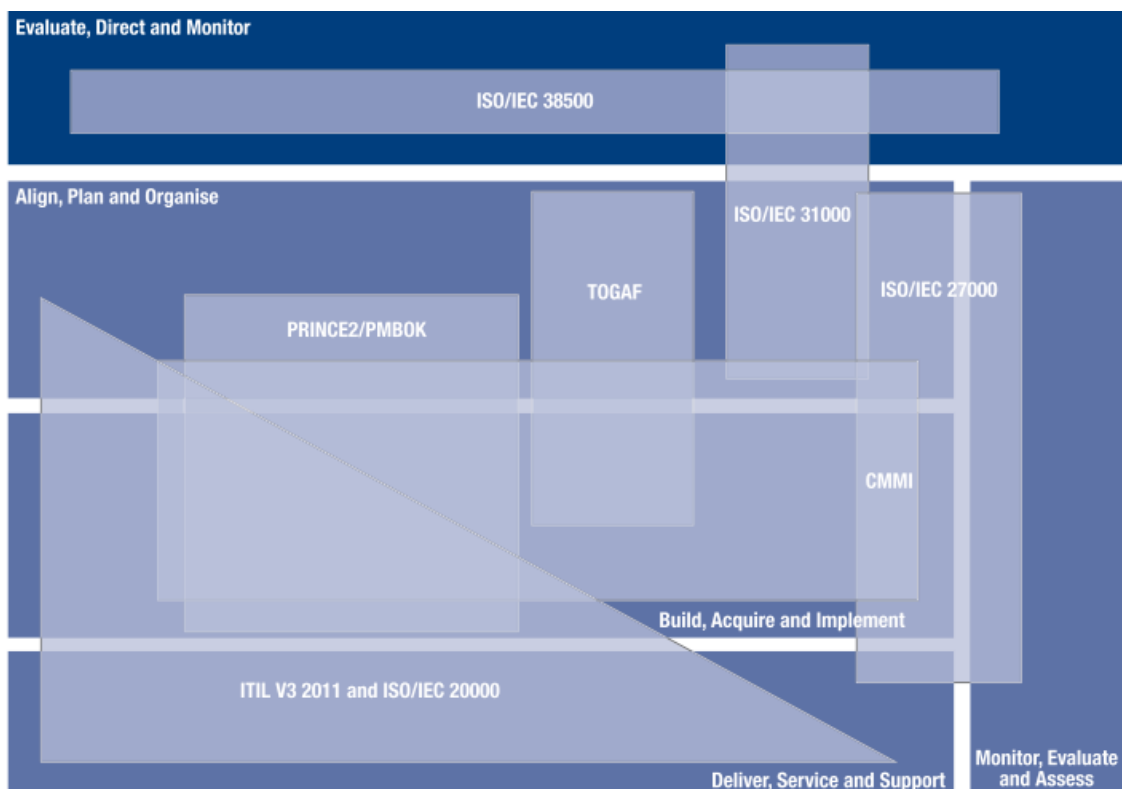 Evaluate, Direct and Monitor
ISO/IEC 38500
Align, Plan and Organise
ISO/IEC 31000
TOGAF
ISO/IEC 27000
PRINCE2/PMBOK
CMMI
Build, Acquire and Implement
ITIL V3 2011 and ISO/IEC 20000
Deliver, Service and Support
Monitor, Evaluate
and Assess